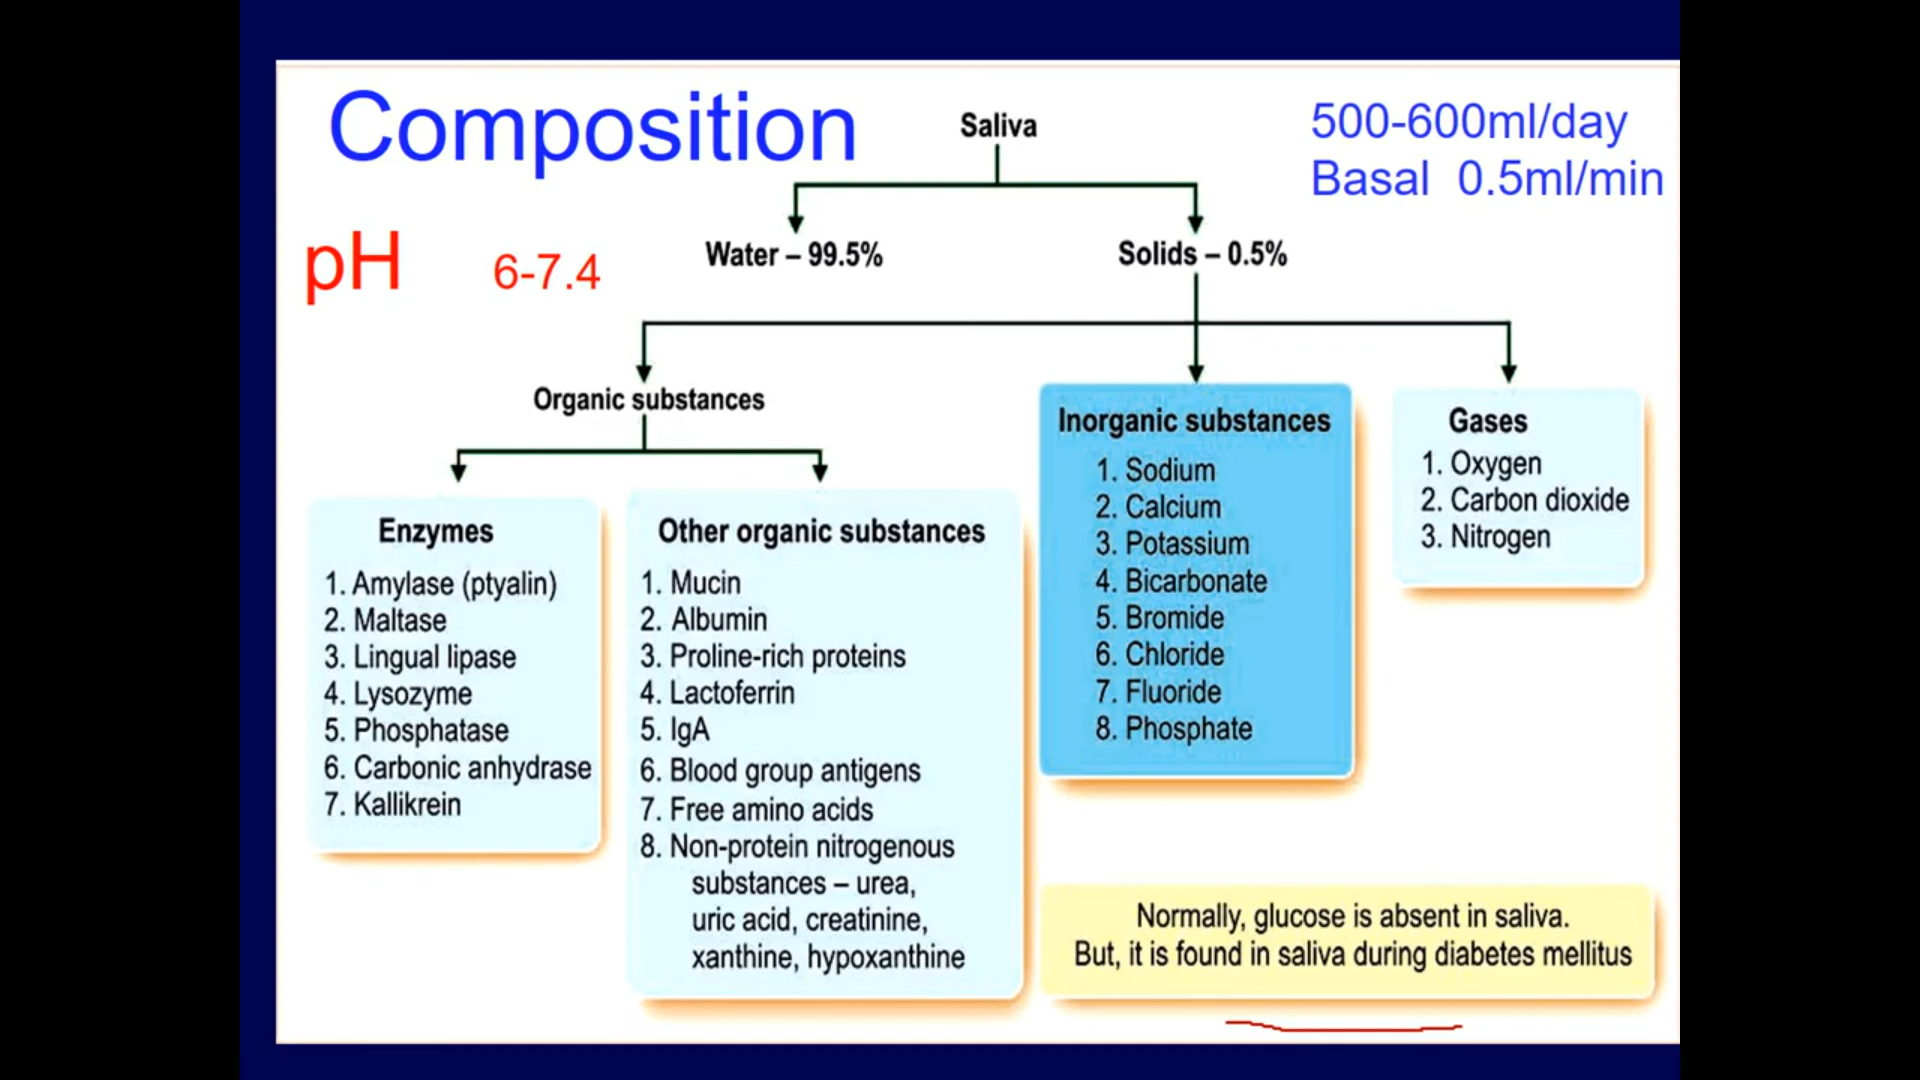 Composition
Saliva
500-600ml/day
Basal 0.5ml/min
pH 6-7.4
Water – 99.5%
Solids – 0.5%
Organic substances
Enzymes
1. Amylase (ptyalin)
2. Maltase
3. Lingual lipase
4. Lysozyme
5. Phosphatase
6. Carbonic anhydrase
7. Kallikrein
Other organic substances
1. Mucin
2. Albumin
3. Proline-rich proteins
4. Lactoferrin
5. IgA
6. Blood group antigens
7. Free amino acids
8. Non-protein nitrogenous
substances – urea,
uric acid, creatinine,
xanthine, hypoxanthine
Inorganic substances
1. Sodium
2. Calcium
3. Potassium
4. Bicarbonate
5. Bromide
6. Chloride
7. Fluoride
8. Phosphate
Gases
1. Oxygen
2. Carbon dioxide
3. Nitrogen
Normally, glucose is absent in saliva.
But, it is found in saliva during diabetes mellitus